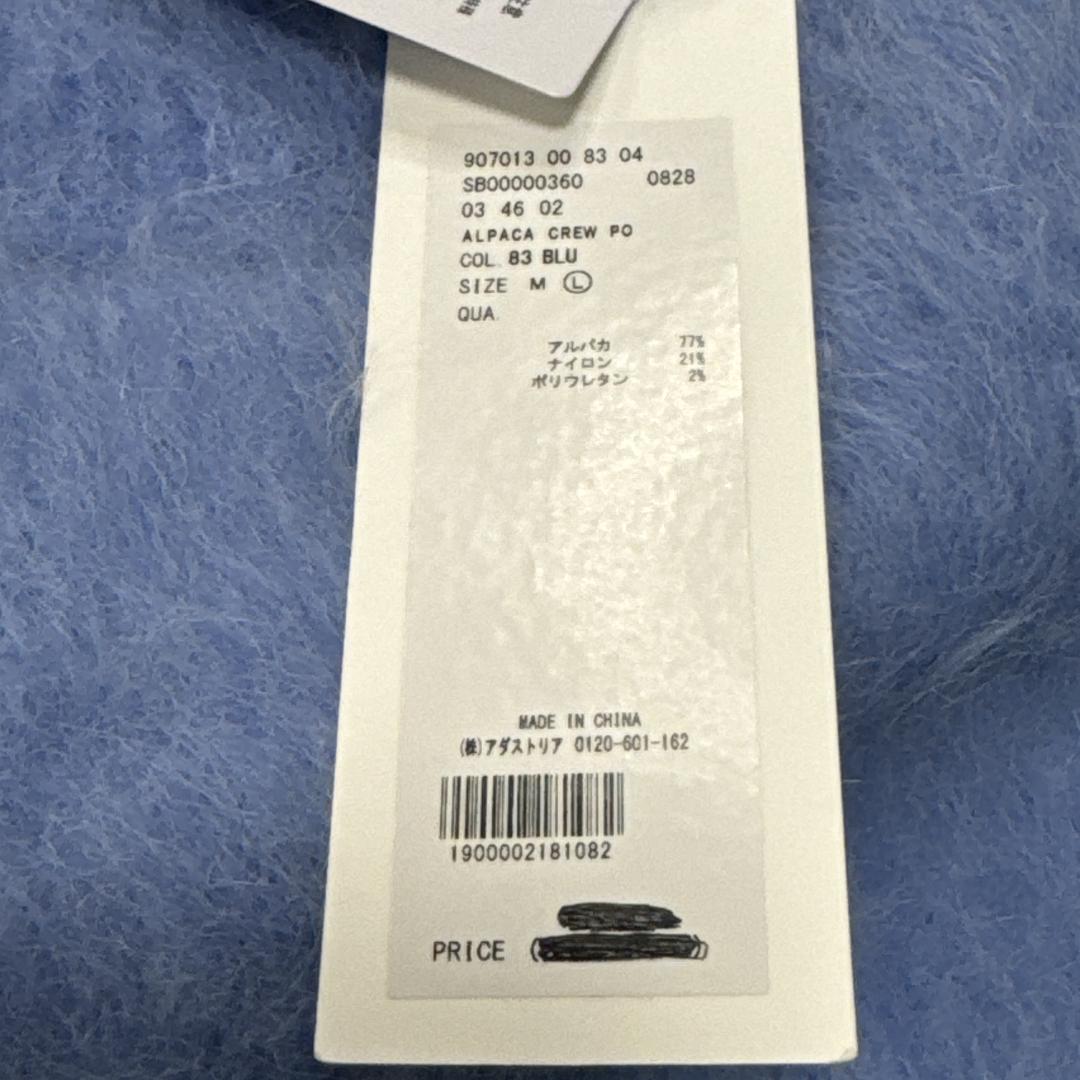 907013 00 83 04
SB00000360 0828
03 46 02
ALPACA CREW PO
COL. 83 BLU
SIZE M L
QUA.
アルパカ 77%
ナイロン 21%
ポリウレタン 2%
MADE IN CHINA
(株)アダストリア 0120-601-162
1900002181082
PRICE